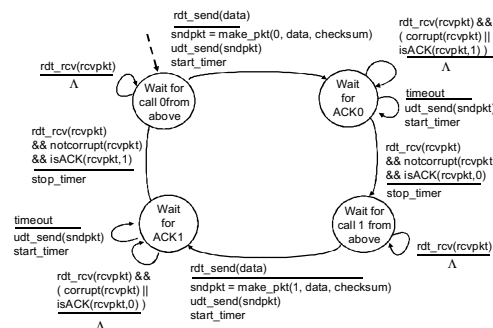 rdt_send(data)
sndpkt = make_pkt(0, data, checksum)
udt_send(sndpkt)
start_timer
rdt_rcv(rcvpkt) &&
( corrupt(rcvpkt) ||
isACK(rcvpkt,1) )
Λ
rdt_rcv(rcvpkt)
Λ
Wait for
call 0from
above
Wait
for
ACK0
timeout
udt_send(sndpkt)
start_timer
rdt_rcv(rcvpkt)
&& notcorrupt(rcvpkt)
&& isACK(rcvpkt,1)
stop_timer
rdt_rcv(rcvpkt)
&& notcorrupt(rcvpkt
&& isACK(rcvpkt,0)
stop_timer
timeout
udt_send(sndpkt)
start_timer
Wait
for
ACK1
Wait for
call 1 from
above
rdt_rcv(rcvpkt)
Λ
rdt_rcv(rcvpkt) &&
( corrupt(rcvpkt) ||
isACK(rcvpkt,0) )
Λ
rdt_send(data)
sndpkt = make_pkt(1, data, checksum)
udt_send(sndpkt)
start_timer